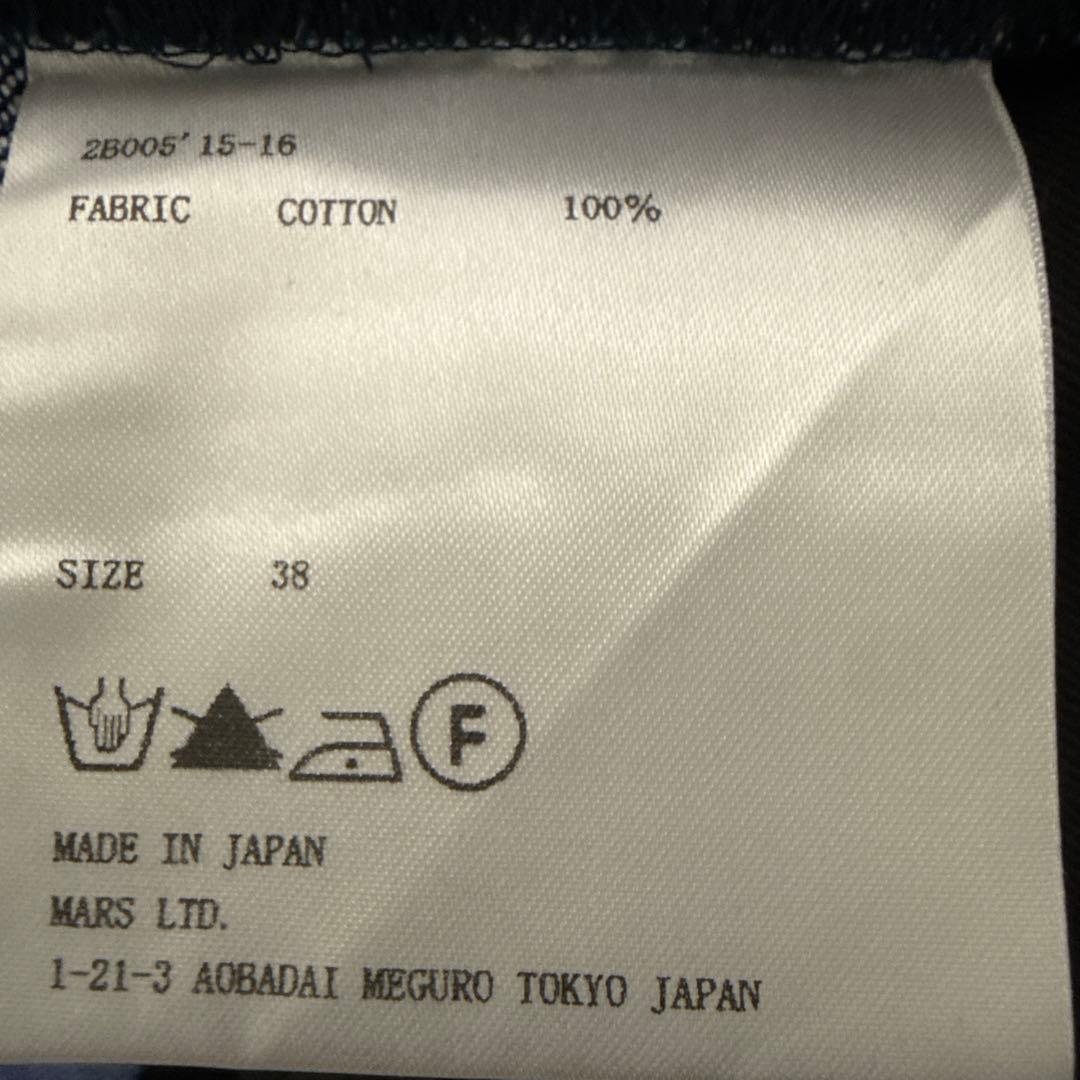 2B005' 15-16
FABRIC COTTON 100%
SIZE 38
F
MADE IN JAPAN
MARS LTD.
1-21-3 AOBADAI MEGURO TOKYO JAPAN